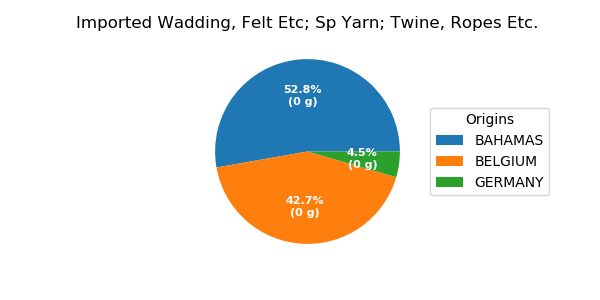 Imported Wadding, Felt Etc; Sp Yarn; Twine, Ropes Etc.
52.8%
(0 g)
4.5%
(0 g)
42.7%
(0 g)
Origins
BAHAMAS
BELGIUM
GERMANY